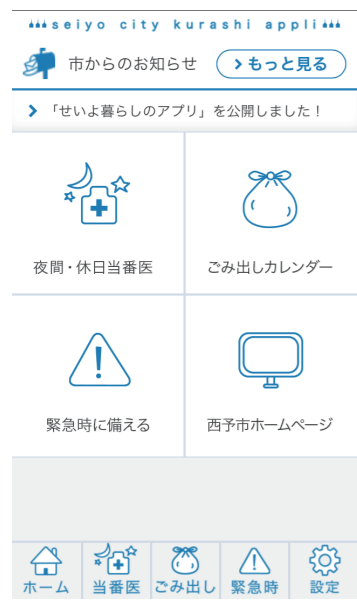 seiyo city kurashi appli
市からのお知らせ
もっと見る
「せいよ暮らしのアプリ」を公開しました！
夜間・休日当番医
ごみ出しカレンダー
緊急時に備える
西予市ホームページ
ホーム
当番医
ごみ出し
緊急時
設定